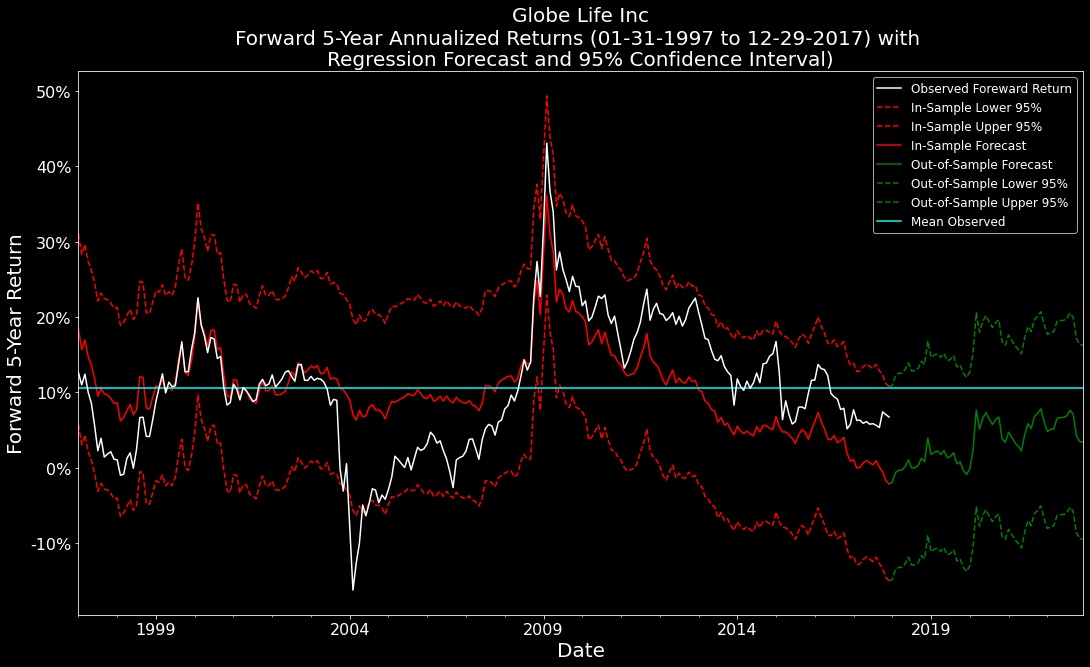 Globe Life Inc
Forward 5-Year Annualized Returns (01-31-1997 to 12-29-2017) with
Regression Forecast and 95% Confidence Interval)
Forward 5-Year Return
50%
40%
30%
20%
10%
0%
-10%
Observed Foreward Return
In-Sample Lower 95%
In-Sample Upper 95%
In-Sample Forecast
Out-of-Sample Forecast
Out-of-Sample Lower 95%
Out-of-Sample Upper 95%
Mean Observed
1999
2004
2009
2014
2019
Date